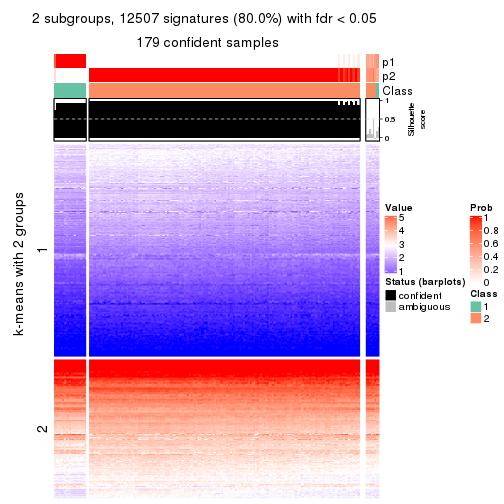 2 subgroups, 12507 signatures (80.0%) with fdr < 0.05
179 confident samples
p1
p2
Class
1
0.5
0
Silhouette
score
k-means with 2 groups
1
2
Value
5
4
3
2
1
Status (barplots)
confident
ambiguous
Prob
1
0.8
0.6
0.4
0.2
0
Class
1
2